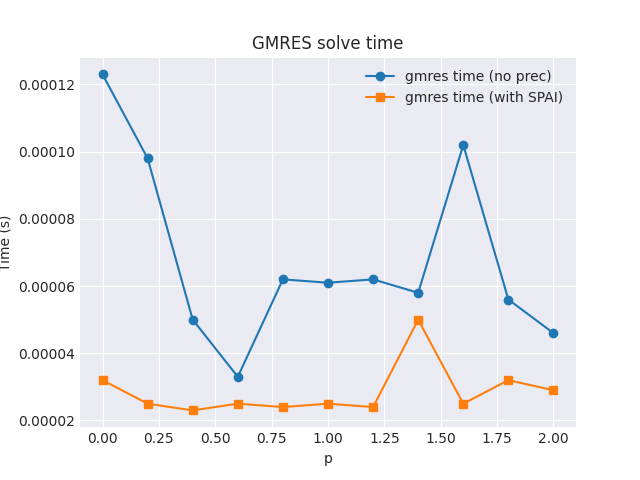 GMRES solve time
gmres time (no prec)
gmres time (with SPAI)
0.00012
0.00010
0.00008
0.00006
0.00004
0.00002
Time (s)
0.00 0.25 0.50 0.75 1.00 1.25 1.50 1.75 2.00
p